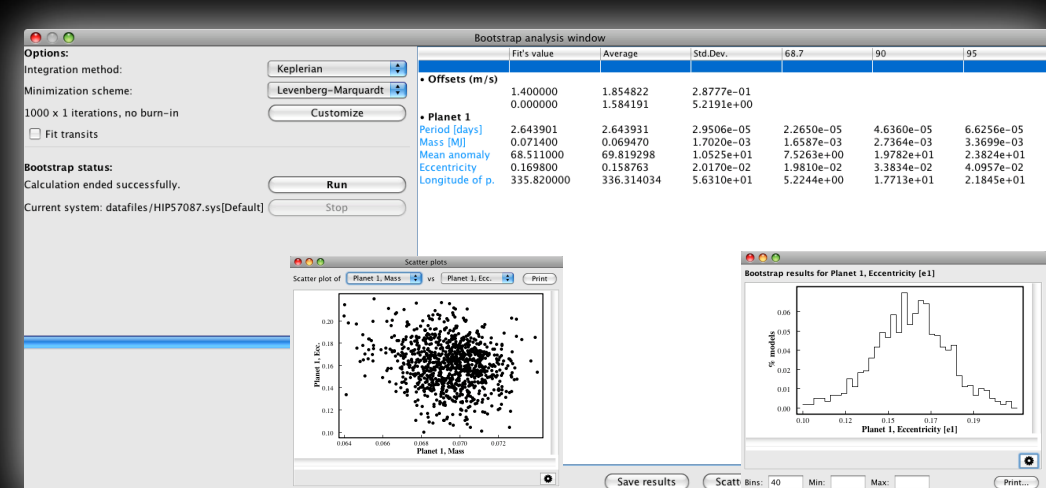 Bootstrap analysis window
Options:
Integration method: Keplerian
Minimization scheme: Levenberg-Marquardt
1000 x 1 iterations, no burn-in Customize
Fit transits
Bootstrap status:
Calculation ended successfully. Run
Current system: datafiles/HIP57087.sys[Default] Stop
Fit's value Average Std.Dev. 68.7 90 95
• Offsets (m/s)
1.400000 1.854822 2.8777e-01
0.000000 1.584191 5.2191e+00
• Planet 1
Period [days] 2.643901 2.643931 2.9506e-05 2.2650e-05 4.6360e-05 6.6256e-05
Mass [MJ] 0.071400 0.069470 1.7020e-03 1.6587e-03 2.7364e-03 3.3699e-03
Mean anomaly 68.511000 69.819298 1.0525e+01 7.5263e+00 1.9782e+01 2.3824e+01
Eccentricity 0.169800 0.158763 2.0170e-02 1.9810e-02 3.3834e-02 4.0957e-02
Longitude of p. 335.820000 336.314034 5.6310e+01 5.2244e+00 1.7713e+01 2.1845e+01
Scatter plots
Scatter plot of Planet 1, Mass vs Planet 1, Ecc. Print
Planet 1, Ecc.
0.20
0.18
0.16
0.14
0.12
0.10
0.064 0.066 0.068 0.070 0.072
Planet 1, Mass
Bootstrap results for Planet 1, Eccentricity [e1]
% models
0.06
0.05
0.04
0.02
0.01
0.00
0.10 0.12 0.15 0.17 0.19
Planet 1, Eccentricity [e1]
Save results Scatt Bins: 40 Min: Max: Print...